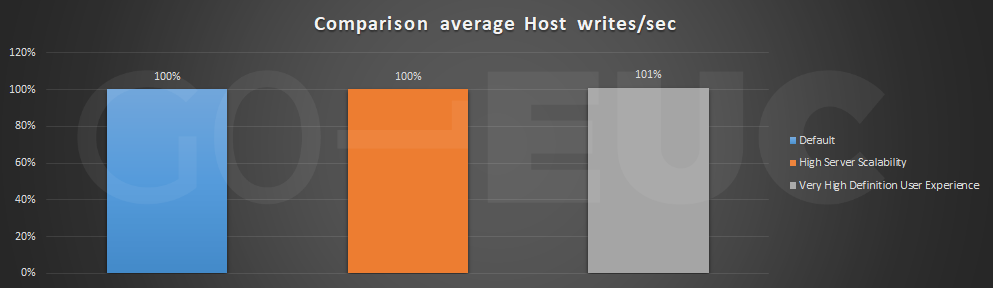 Comparison average Host writes/sec
120%
100%
80%
60%
40%
20%
0%
100%
100%
101%
Default
High Server Scalability
Very High Definition User Experience
GO-EUC